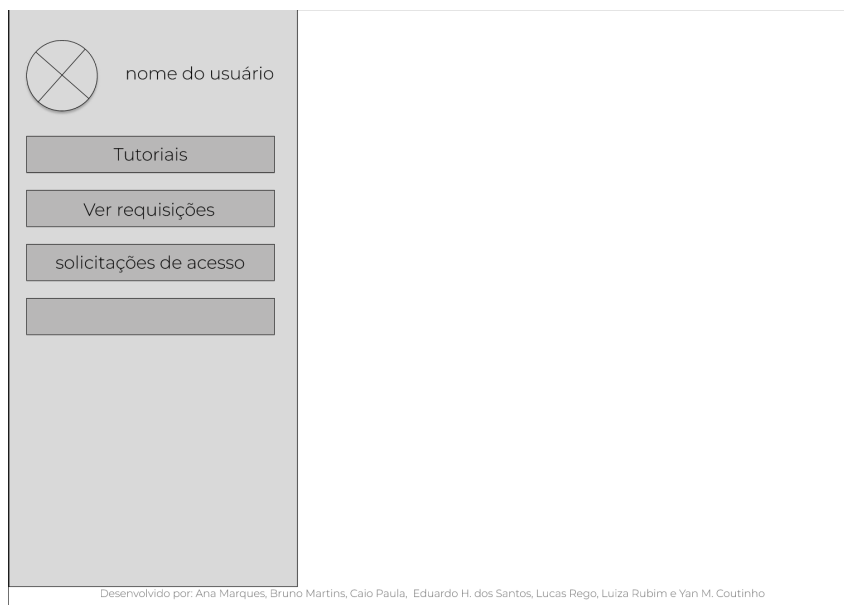 nome do usuário
Tutoriais
Ver requisições
solicitações de acesso
Desenvolvido por: Ana Marques, Bruno Martins, Caio Paula, Eduardo H. dos Santos, Lucas Rego, Luiza Rubim e Yan M. Coutinho